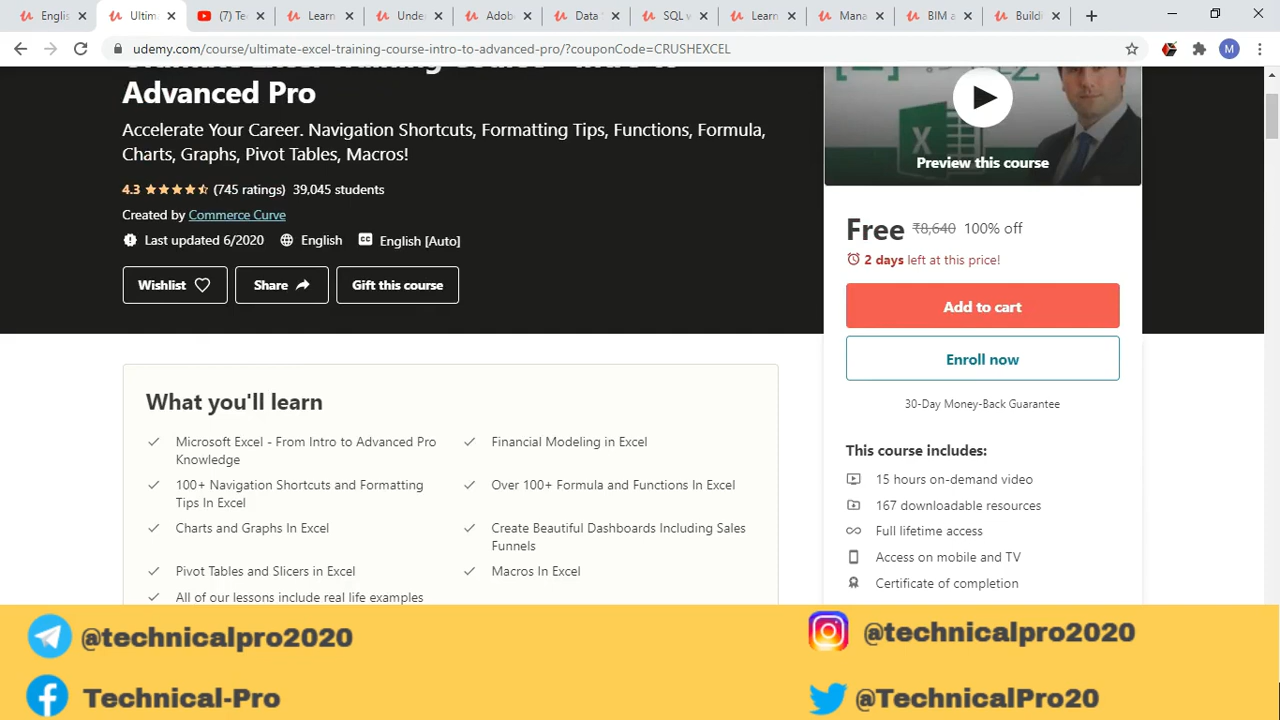 Englis
Ultim
(7) Te
Learn
Unde
Adob
Data
SQL v
Learn
Mana
BIM a
Buildi
udemy.com/course/ultimate-excel-training-course-intro-to-advanced-pro/?couponCode=CRUSHEXCEL
M
Ultimate Excel Training Course - Intro to
Advanced Pro
Accelerate Your Career. Navigation Shortcuts, Formatting Tips, Functions, Formula,
Charts, Graphs, Pivot Tables, Macros!
4.3 (745 ratings) 39,045 students
Created by Commerce Curve
Last updated 6/2020 English English [Auto]
Wishlist Share Gift this course
Preview this course
Free ₹8,640 100% off
2 days left at this price!
Add to cart
Enroll now
30-Day Money-Back Guarantee
This course includes:
15 hours on-demand video
167 downloadable resources
Full lifetime access
Access on mobile and TV
Certificate of completion
What you'll learn
Microsoft Excel - From Intro to Advanced Pro
Knowledge
Financial Modeling in Excel
100+ Navigation Shortcuts and Formatting
Tips In Excel
Over 100+ Formula and Functions In Excel
Charts and Graphs In Excel
Create Beautiful Dashboards Including Sales
Funnels
Pivot Tables and Slicers in Excel
Macros In Excel
All of our lessons include real life examples
@technicalpro2020
@technicalpro2020
Technical-Pro
@TechnicalPro20